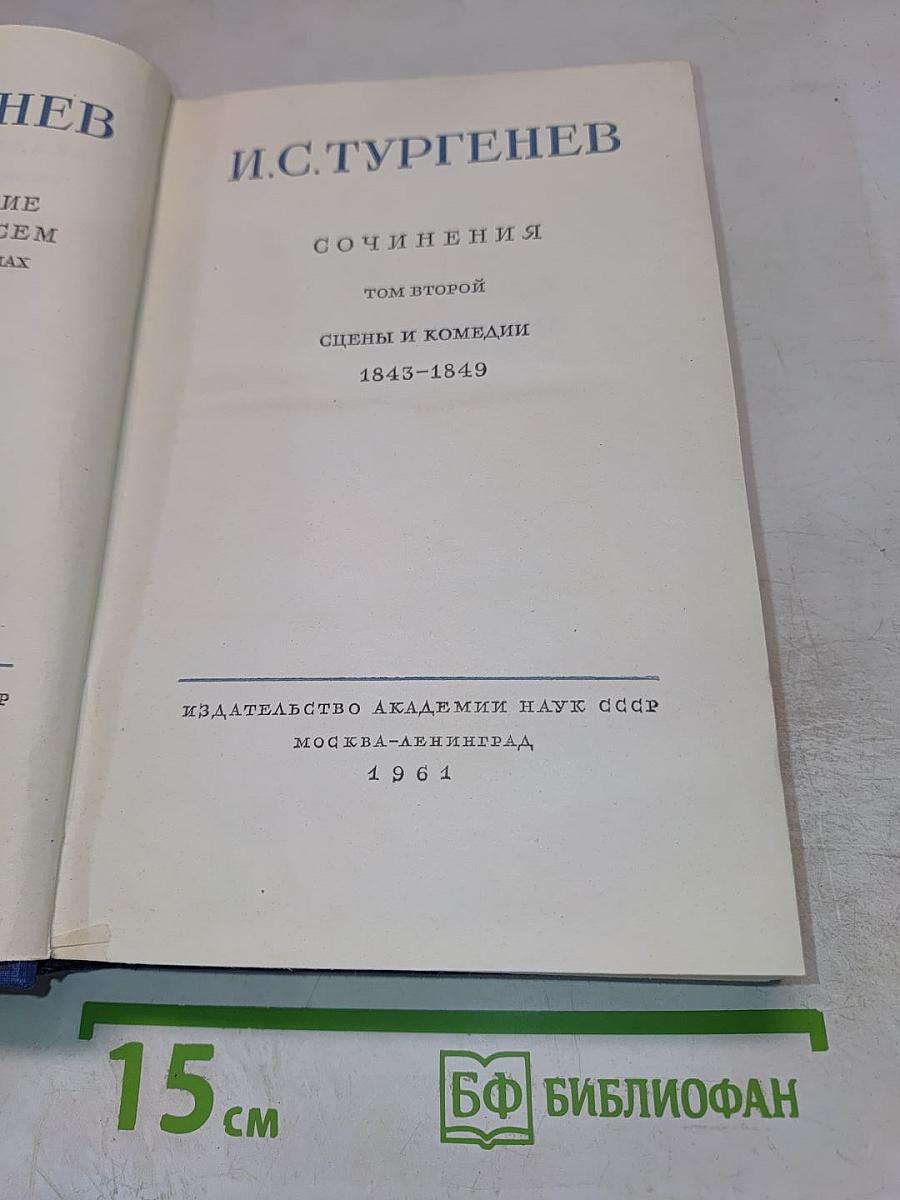 НЕВ
ИЕ
СЕМ
МАХ
Р
И.С.ТУРГЕНЕВ
СОЧИНЕНИЯ
ТОМ ВТОРОЙ
СЦЕНЫ И КОМЕДИИ
1843–1849
ИЗДАТЕЛЬСТВО АКАДЕМИИ НАУК СССР
МОСКВА–ЛЕНИНГРАД
1961
15 см
БФ БИБЛИОФАН